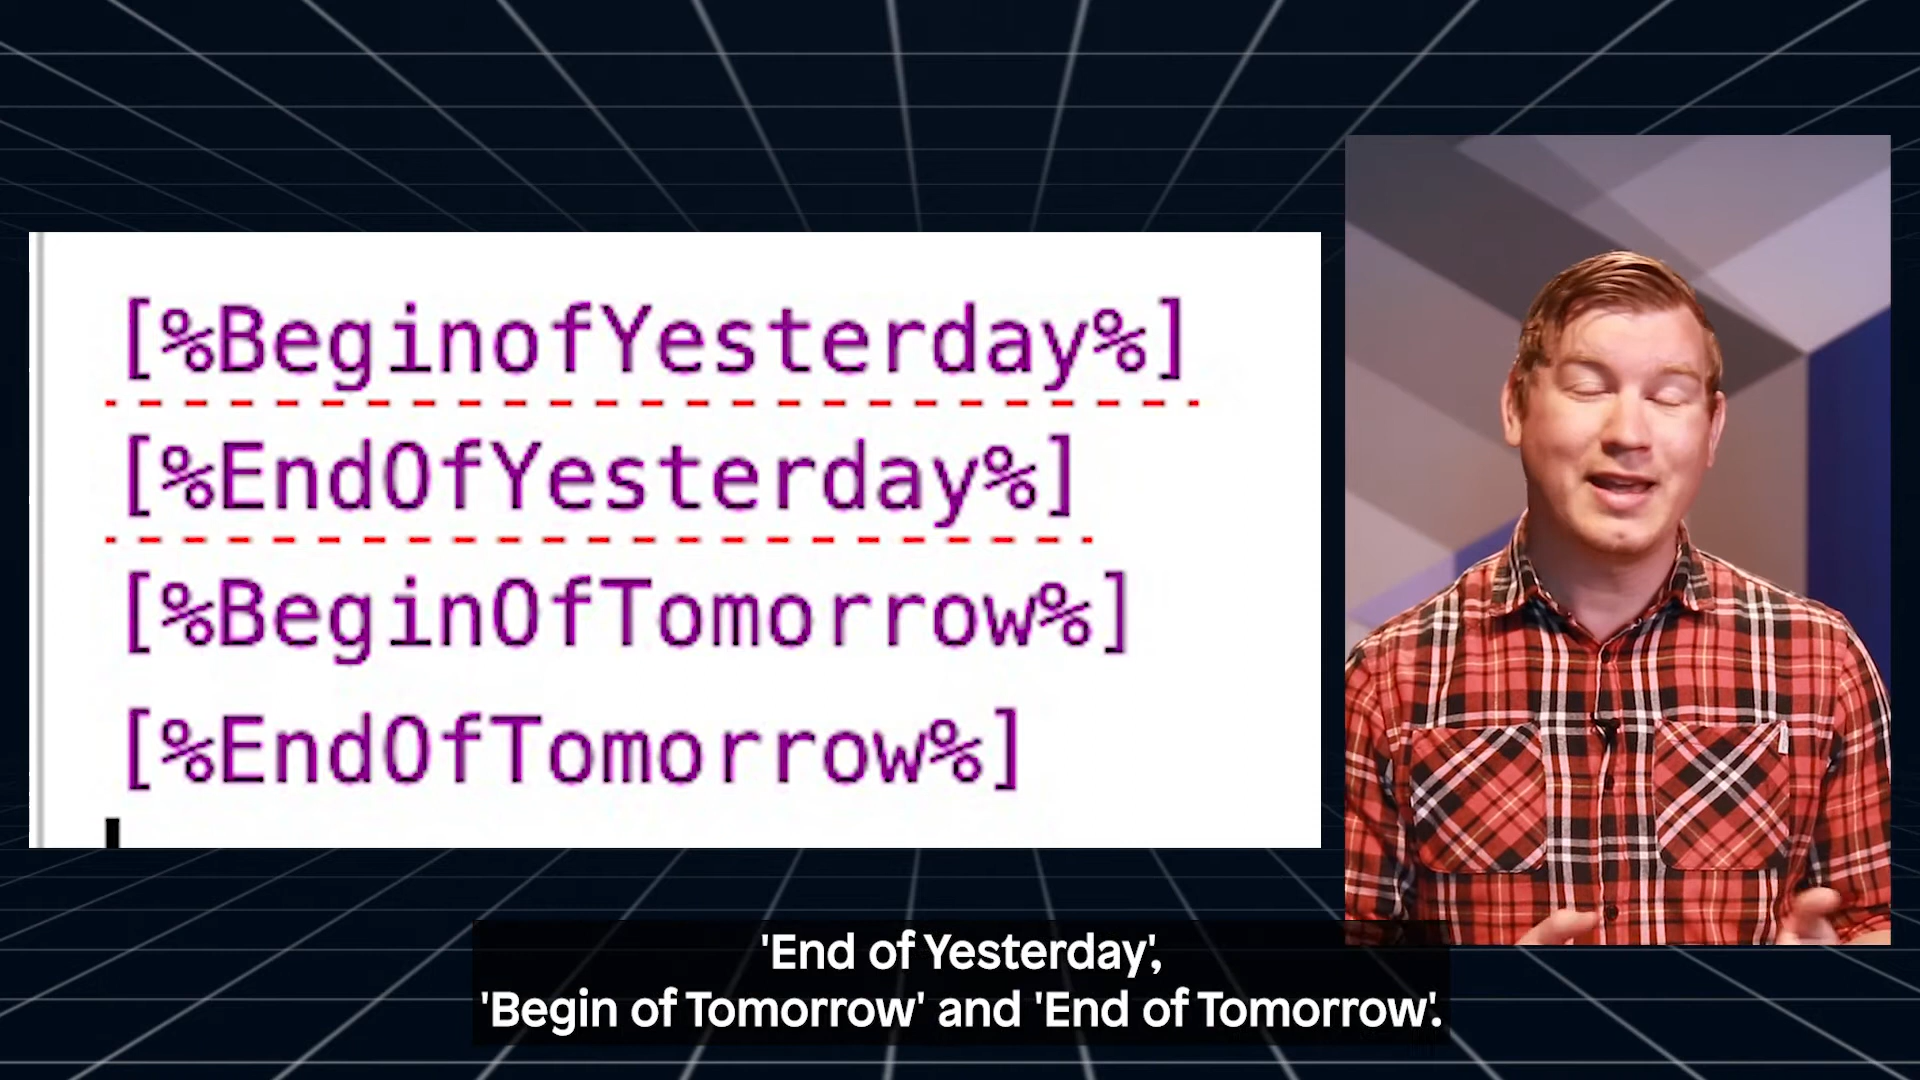 [%BeginofYesterday%]
[%EndOfYesterday%]
[%BeginOfTomorrow%]
[%EndOfTomorrow%]
'End of Yesterday',
'Begin of Tomorrow' and 'End of Tomorrow'.